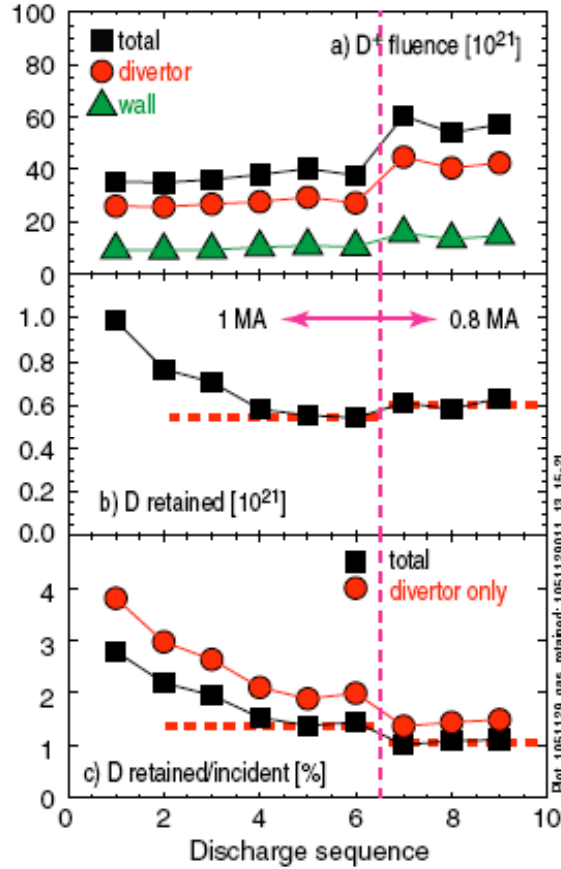 100
80
60
40
20
0
total
divertor
wall
a) D+ fluence [10^21]
1.0
0.8
0.6
0.4
0.2
0.0
1 MA
0.8 MA
b) D retained [10^21]
4
3
2
1
0
total
divertor only
c) D retained/incident [%]
0 2 4 6 8 10
Discharge sequence